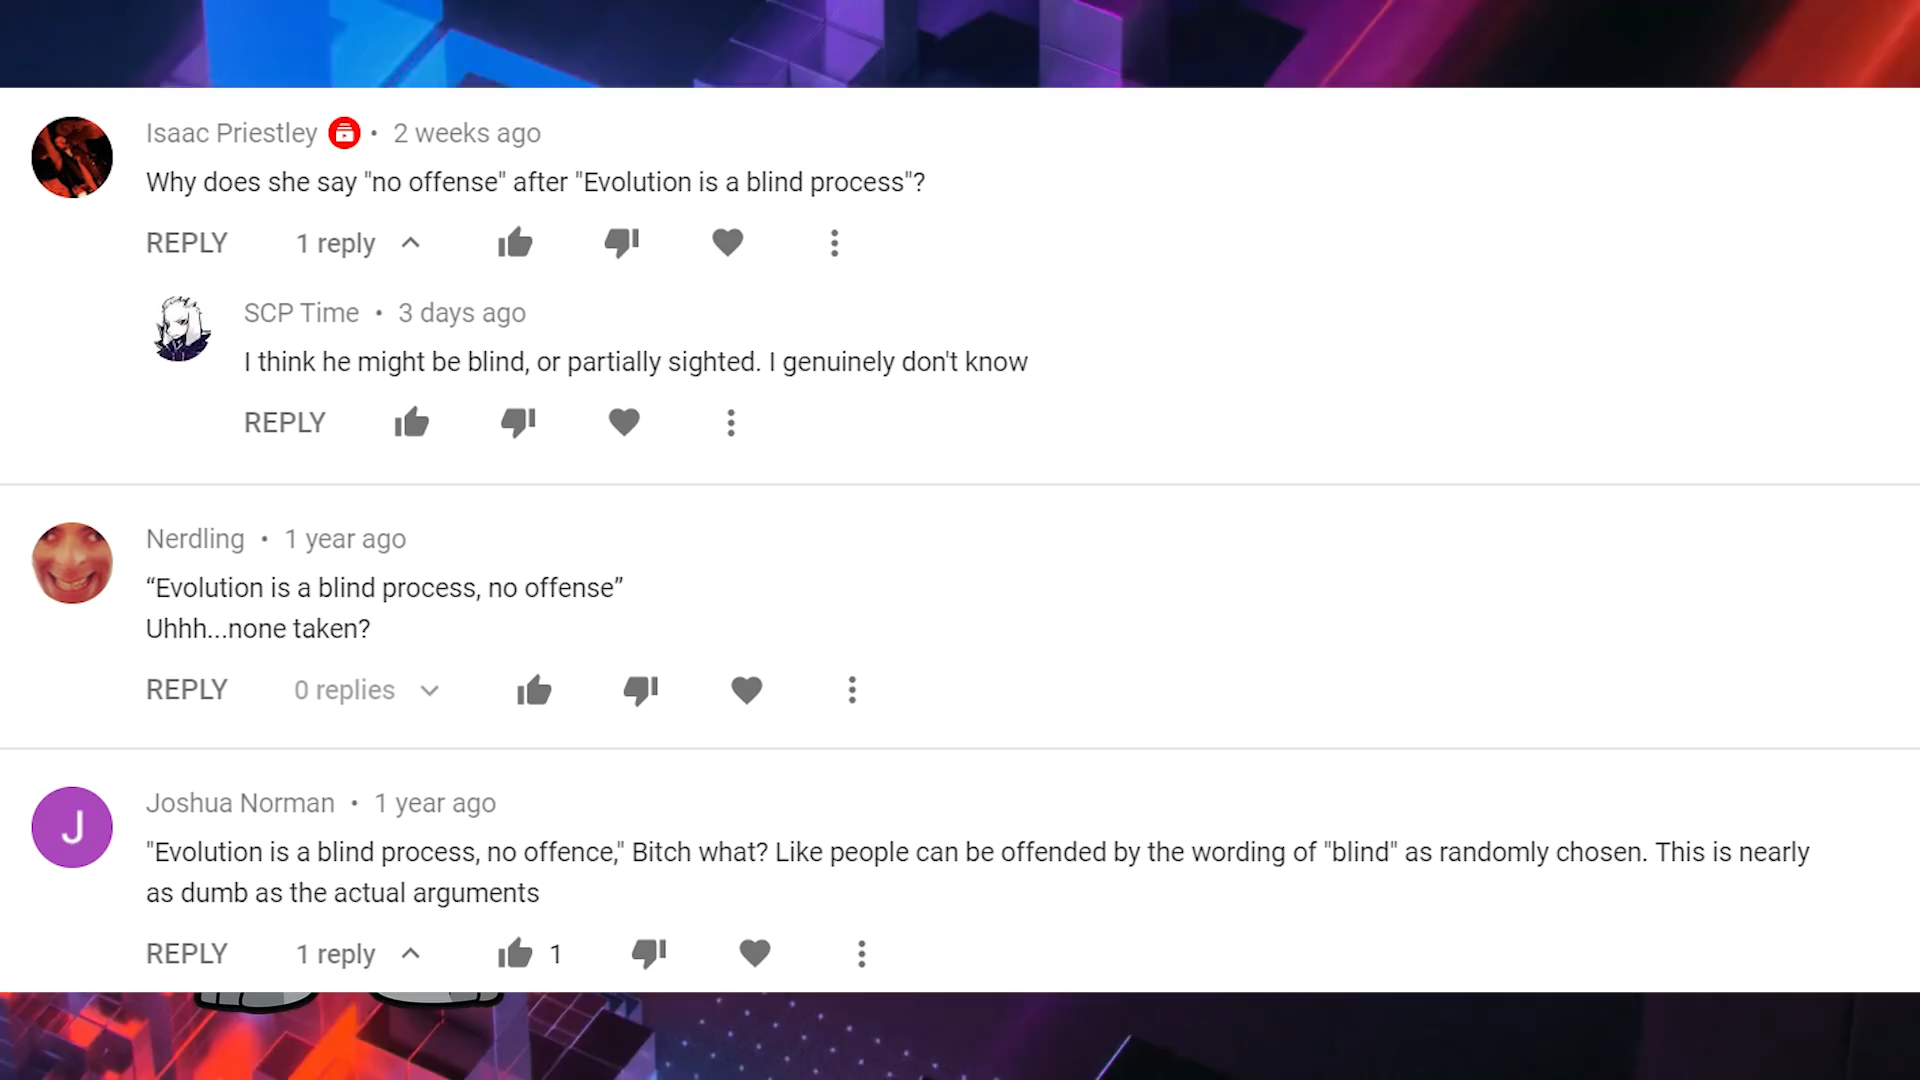 Isaac Priestley • 2 weeks ago
Why does she say "no offense" after "Evolution is a blind process"?
REPLY 1 reply
SCP Time • 3 days ago
I think he might be blind, or partially sighted. I genuinely don't know
REPLY
Nerdling • 1 year ago
“Evolution is a blind process, no offense”
Uhhh...none taken?
REPLY 0 replies
J
Joshua Norman • 1 year ago
"Evolution is a blind process, no offence," Bitch what? Like people can be offended by the wording of "blind" as randomly chosen. This is nearly
as dumb as the actual arguments
REPLY 1 reply 1